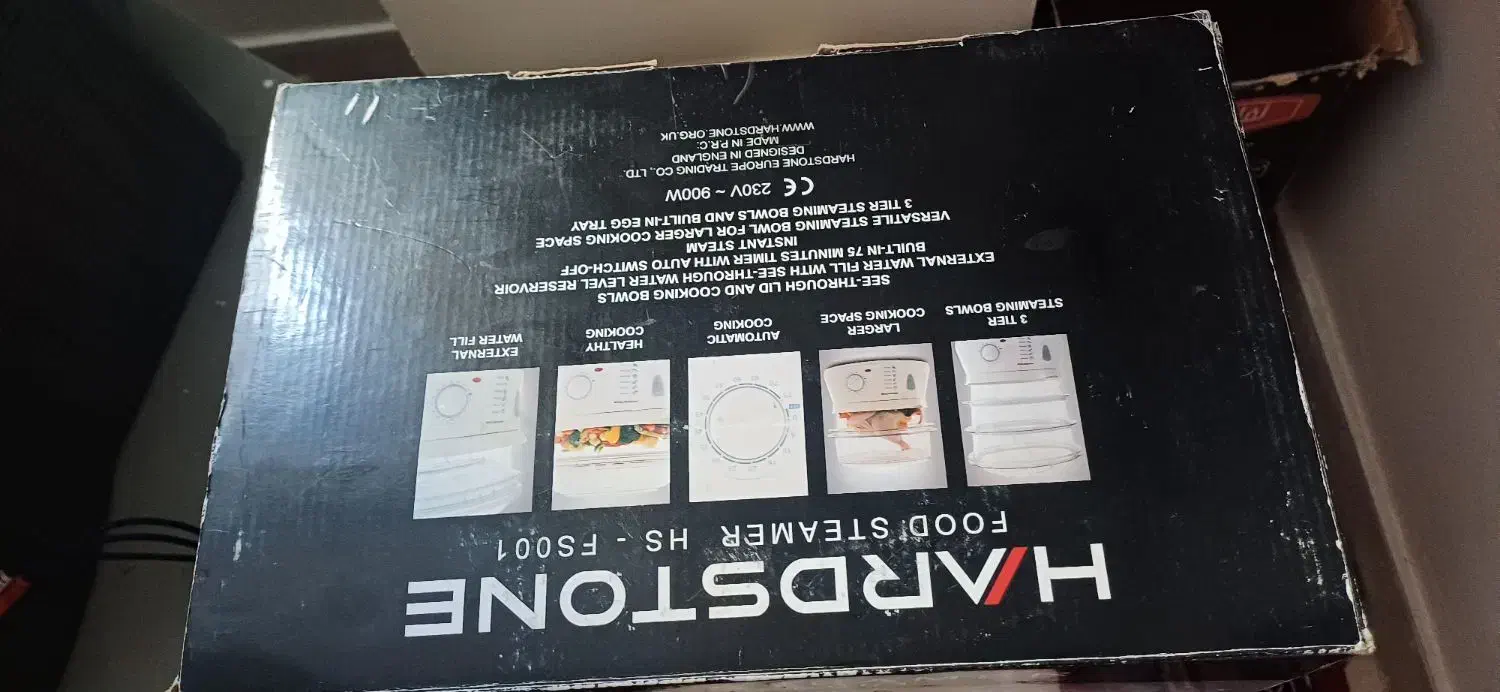 HARDSTONE
FOOD STEAMER HS - FS001
3 TIER
STEAMING BOWLS
LARGER
COOKING SPACE
AUTOMATIC
COOKING
HEALTHY
COOKING
EXTERNAL
WATER FILL
SEE-THROUGH LID AND COOKING BOWLS
EXTERNAL WATER FILL WITH SEE-THROUGH WATER LEVEL RESERVOIR
BUILT-IN 75 MINUTES TIMER WITH AUTO SWITCH-OFF
INSTANT STEAM
VERSATILE STEAMING BOWL FOR LARGER COOKING SPACE
3 TIER STEAMING BOWLS AND BUILT-IN EGG TRAY
CE 230V ~ 900W
HARDSTONE EUROPE TRADING CO., LTD.
DESIGNED IN ENGLAND
MADE IN P.R.C:
WWW.HARDSTONE.ORG.UK